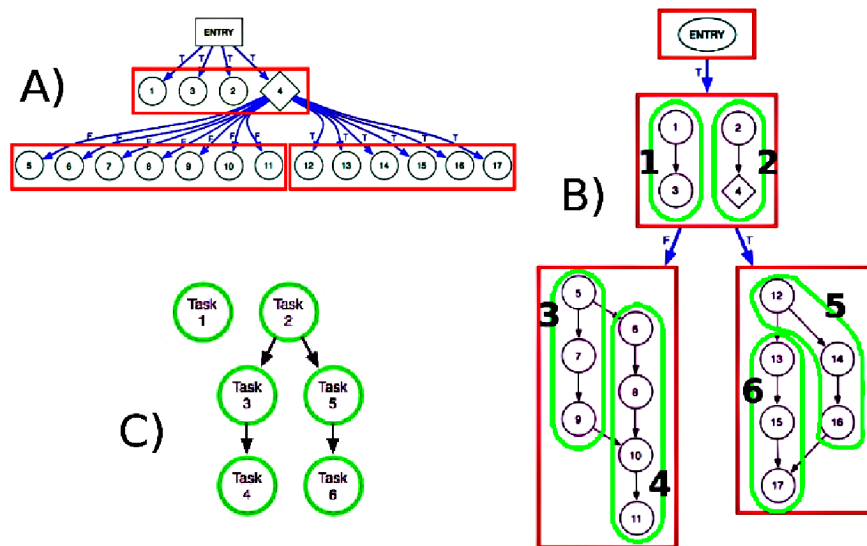 A)
ENTRY
T T T T
1 3 2 4
F F F F F F F T T T T T T
5 6 7 8 9 10 11 12 13 14 15 16 17
B)
ENTRY
T
1 2
1 2
3 4
F T
5
3
6
7
8
9
10
4
11
12
5
13
14
6
15
16
17
C)
Task
1
Task
2
Task
3
Task
5
Task
4
Task
6